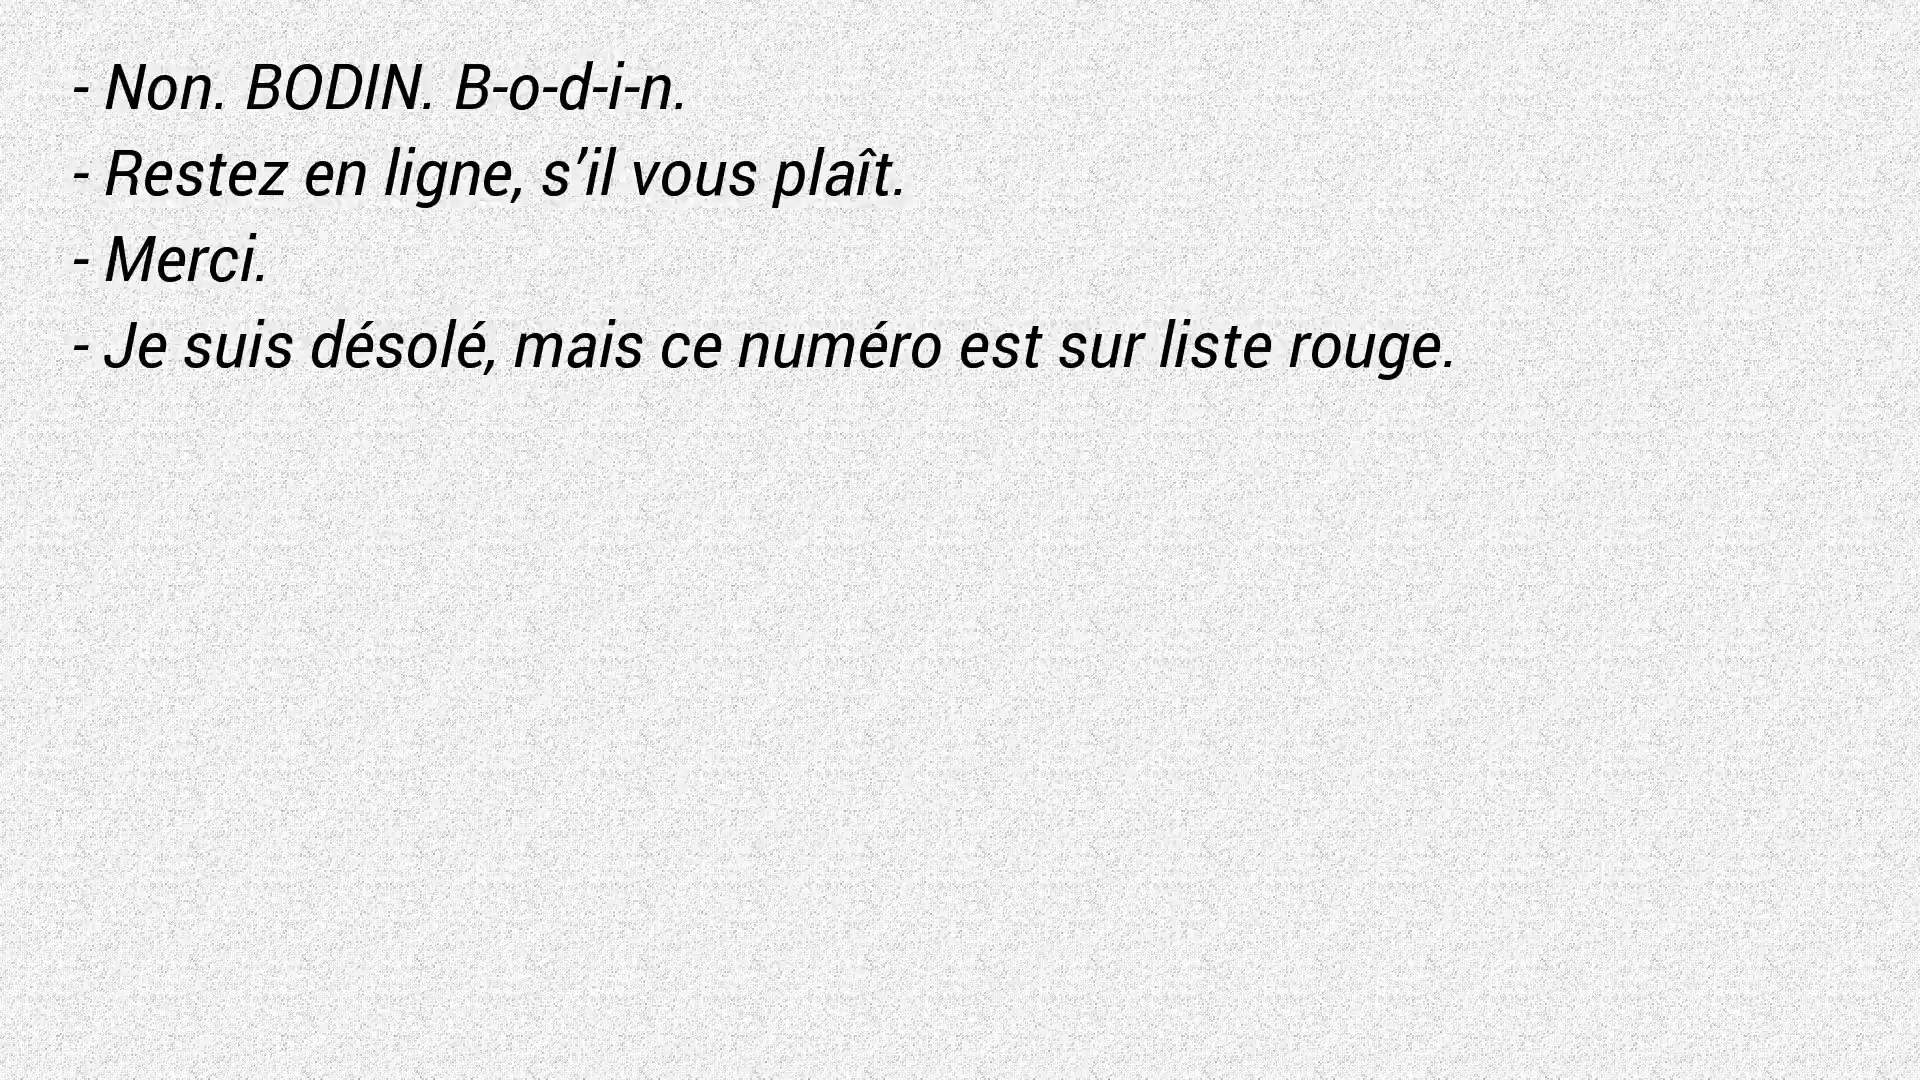 - Non. BODIN. B-o-d-i-n.
- Restez en ligne, s’il vous plaît.
- Merci.
- Je suis désolé, mais ce numéro est sur liste rouge.